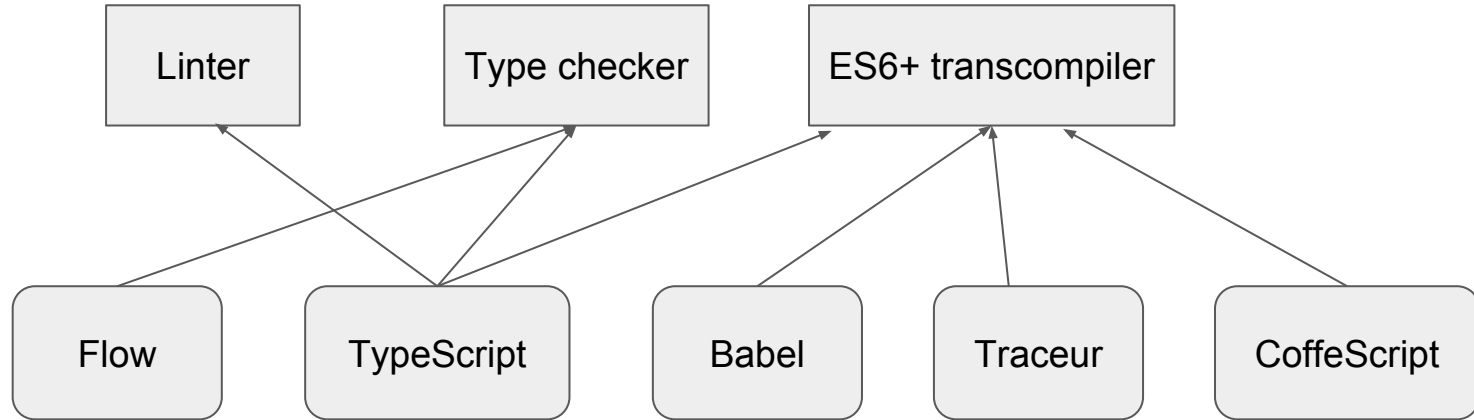 Linter
Type checker
ES6+ transcompiler
Flow
TypeScript
Babel
Traceur
CoffeScript